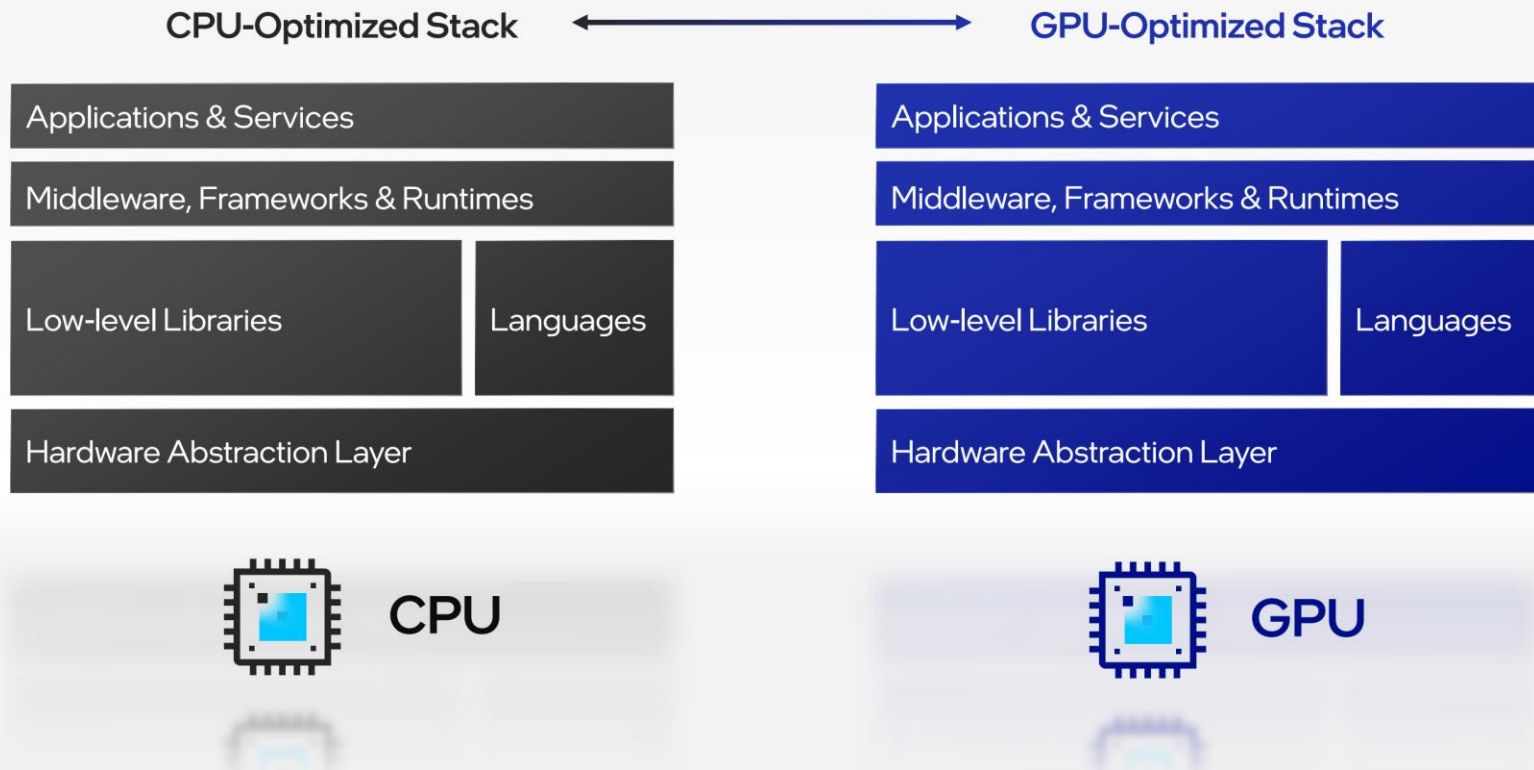 CPU-Optimized Stack
GPU-Optimized Stack
Applications & Services
Middleware, Frameworks & Runtimes
Low-level Libraries
Languages
Hardware Abstraction Layer
CPU
Applications & Services
Middleware, Frameworks & Runtimes
Low-level Libraries
Languages
Hardware Abstraction Layer
GPU